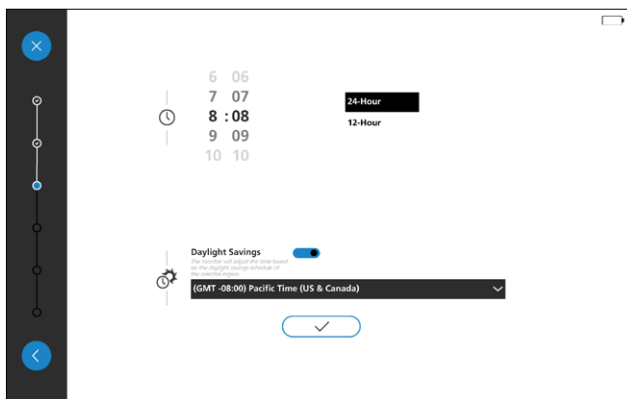 6 06
7 07
8 : 08
9 09
10 10
24-Hour
12-Hour
Daylight Savings
The monitor will adjust the time based
on the daylight savings schedule of
the selected region.
(GMT -08:00) Pacific Time (US & Canada)